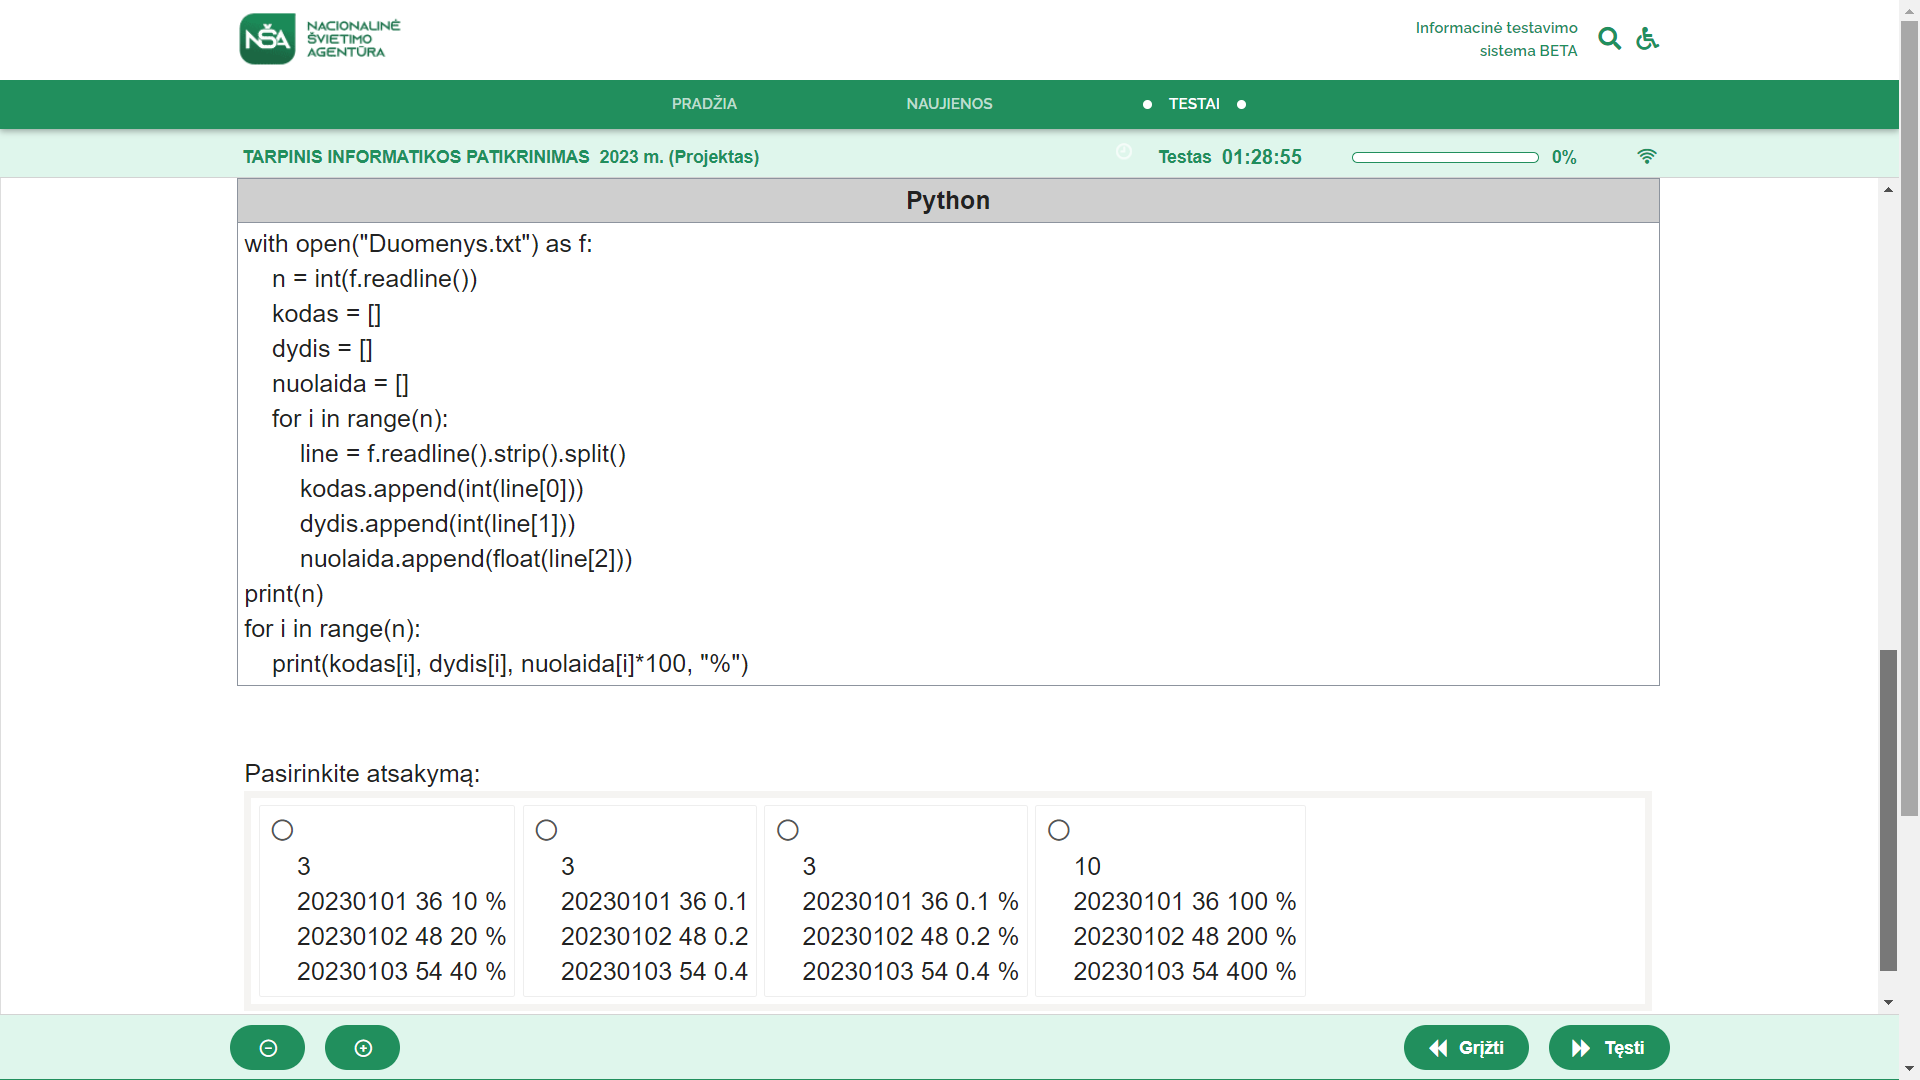 NŠA
NACIONALINĖ
ŠVIETIMO
AGENTŪRA
Informacinė testavimo
sistema BETA
PRADŽIA
NAUJIENOS
TESTAI
TARPINIS INFORMATIKOS PATIKRINIMAS 2023 m. (Projektas)
Testas 01:28:55
0%
Python
with open("Duomenys.txt") as f:
n = int(f.readline())
kodas = []
dydis = []
nuolaida = []
for i in range(n):
line = f.readline().strip().split()
kodas.append(int(line[0]))
dydis.append(int(line[1]))
nuolaida.append(float(line[2]))
print(n)
for i in range(n):
print(kodas[i], dydis[i], nuolaida[i]*100, "%")
Pasirinkite atsakymą:
3
20230101 36 10 %
20230102 48 20 %
20230103 54 40 %
3
20230101 36 0.1
20230102 48 0.2
20230103 54 0.4
3
20230101 36 0.1 %
20230102 48 0.2 %
20230103 54 0.4 %
10
20230101 36 100 %
20230102 48 200 %
20230103 54 400 %
Grįžti
Tęsti